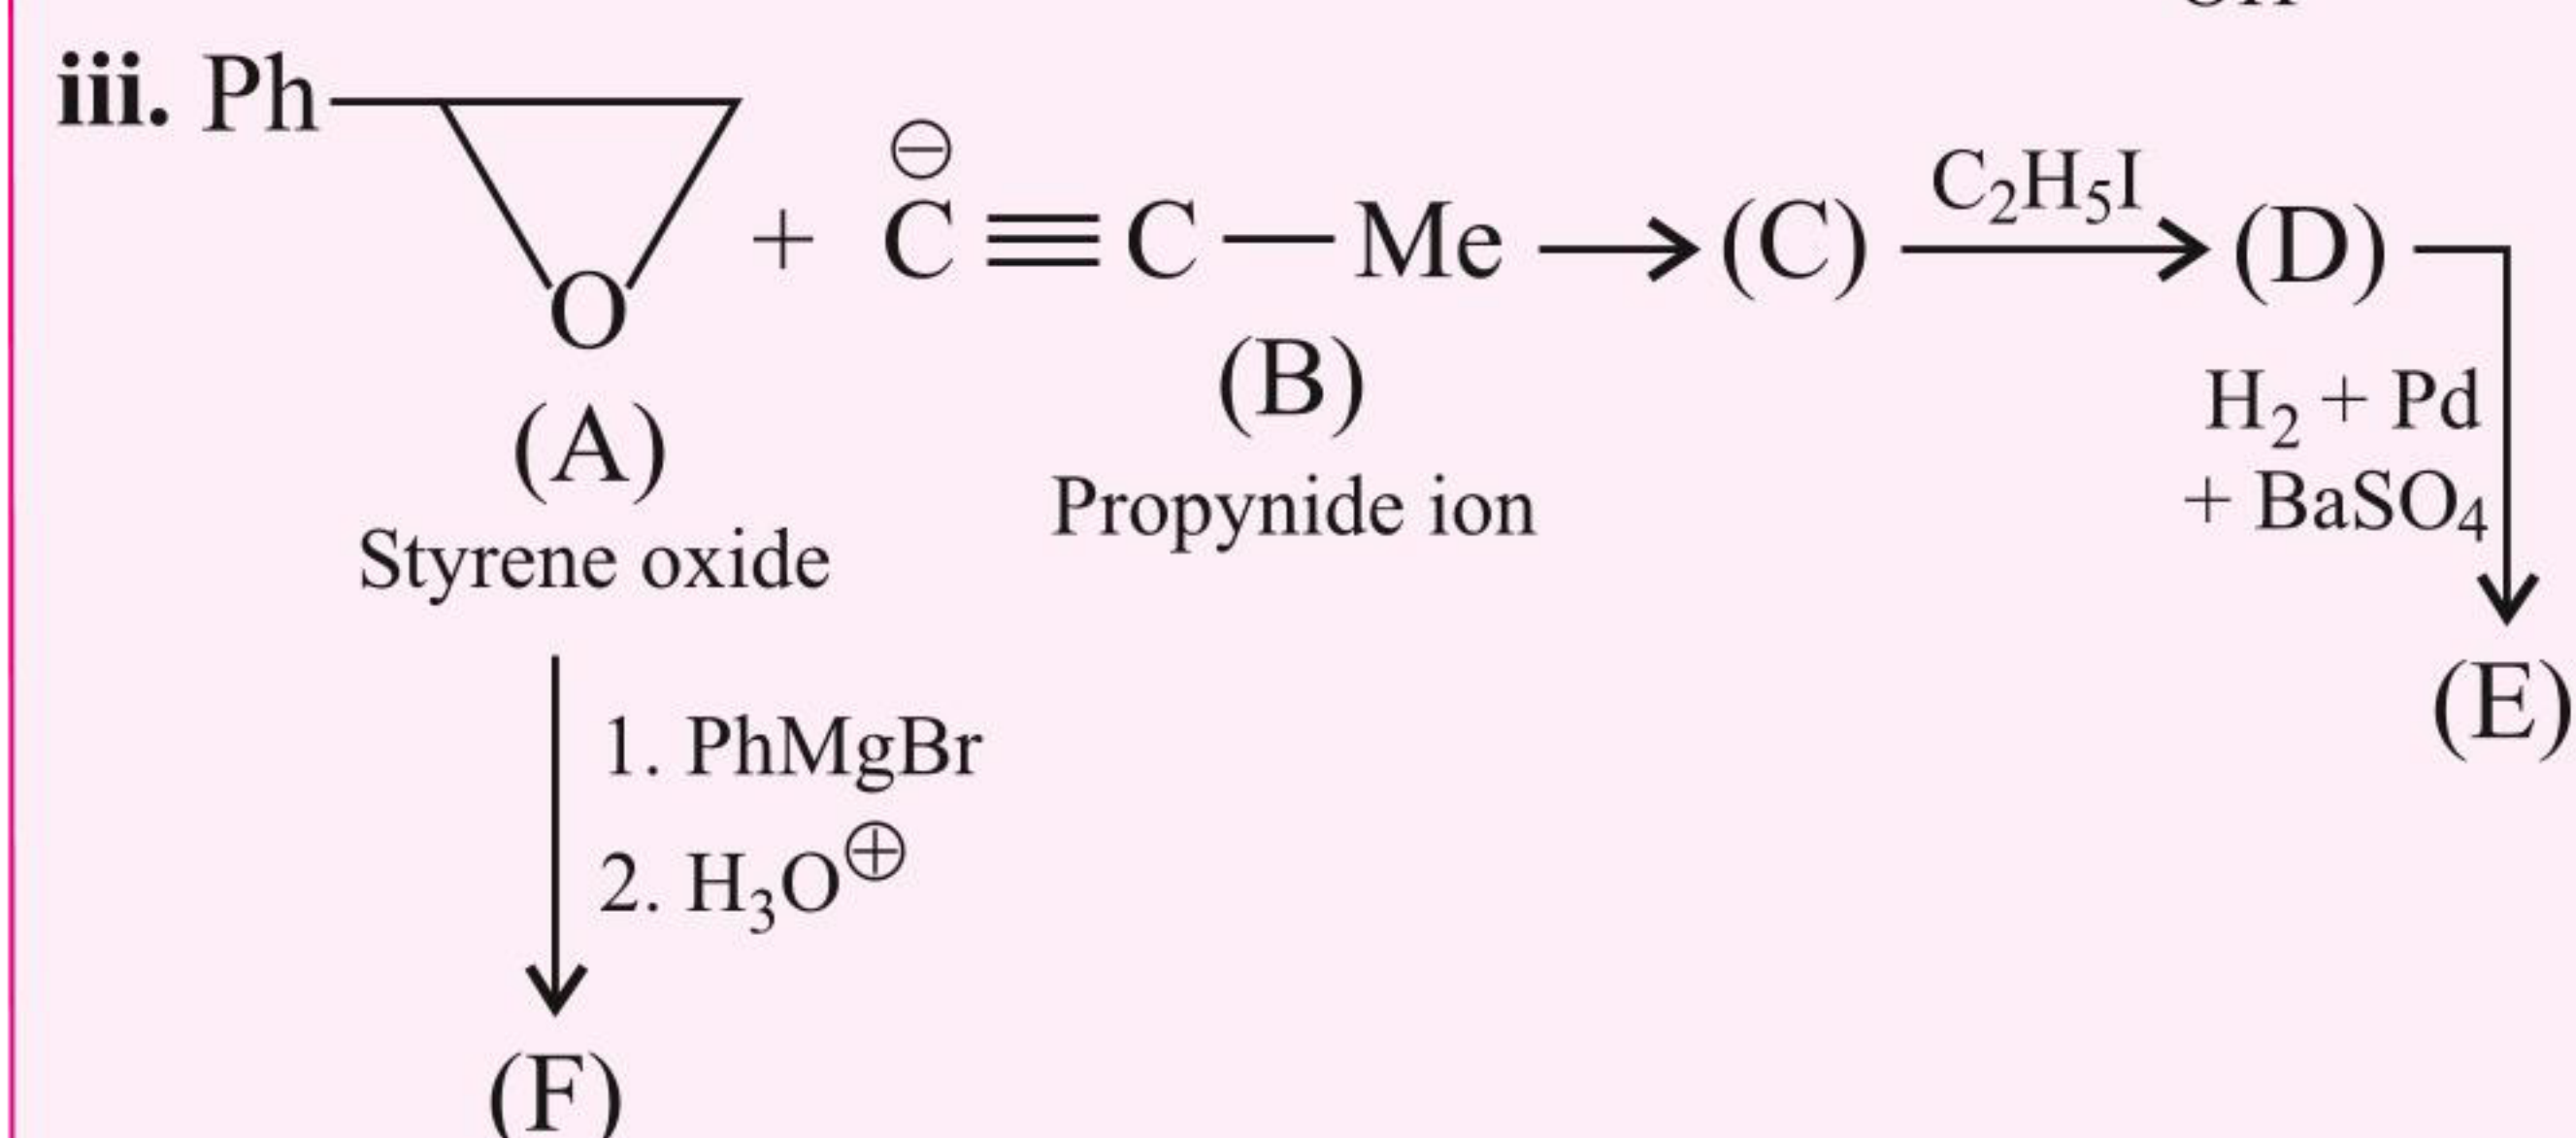 iii. Ph
O
+ C⊖ ≡ C — Me → (C) C₂H₅I → (D)
(A)
Styrene oxide
(B)
Propynide ion
H₂ + Pd
+ BaSO₄
(E)
1. PhMgBr
2. H₃O⊕
(F)